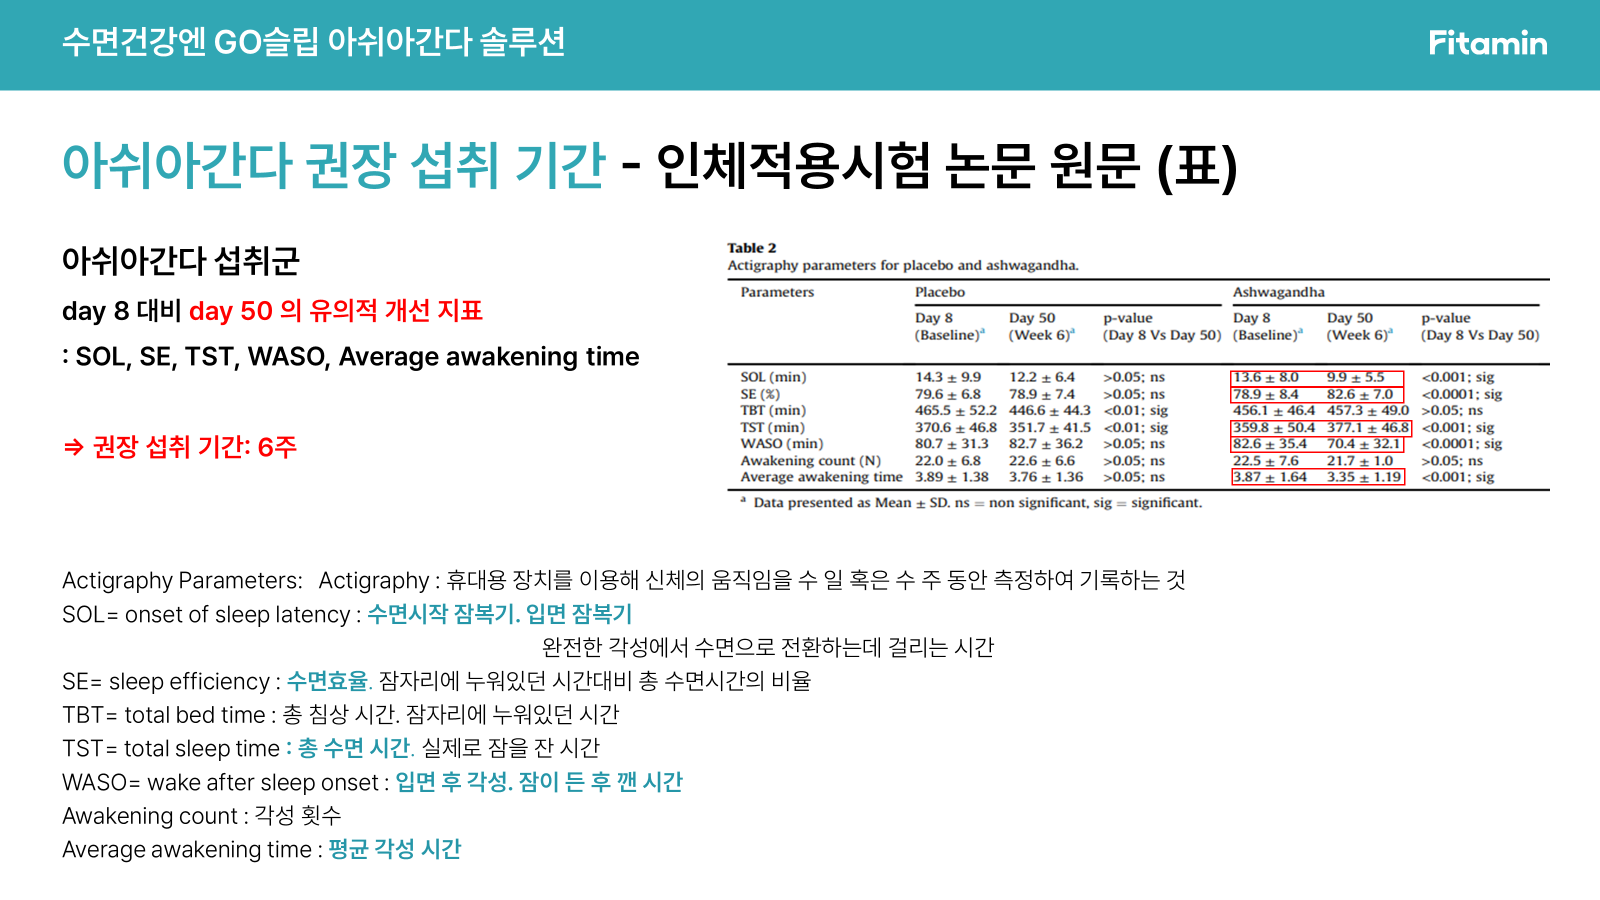 수면건강엔 GO슬립 아쉬아간다 솔루션
Fitamin
아쉬아간다 권장 섭취 기간 - 인체적용시험 논문 원문 (표)
아쉬아간다 섭취군
day 8 대비 day 50 의 유의적 개선 지표
: SOL, SE, TST, WASO, Average awakening time
⇒ 권장 섭취 기간: 6주
Table 2
Actigraphy parameters for placebo and ashwagandha.
Parameters Placebo Ashwagandha
Day 8 Day 50 p-value Day 8 Day 50 p-value
(Baseline)a (Week 6)a (Day 8 Vs Day 50) (Baseline)a (Week 6)a (Day 8 Vs Day 50)
SOL (min) 14.3 ± 9.9 12.2 ± 6.4 >0.05; ns 13.6 ± 8.0 9.9 ± 5.5 <0.001; sig
SE (%) 79.6 ± 6.8 78.9 ± 7.4 >0.05; ns 78.9 ± 8.4 82.6 ± 7.0 <0.0001; sig
TBT (min) 465.5 ± 52.2 446.6 ± 44.3 <0.01; sig 456.1 ± 46.4 457.3 ± 49.0 >0.05; ns
TST (min) 370.6 ± 46.8 351.7 ± 41.5 <0.01; sig 359.8 ± 50.4 377.1 ± 46.8 <0.001; sig
WASO (min) 80.7 ± 31.3 82.7 ± 36.2 >0.05; ns 82.6 ± 35.4 70.4 ± 32.1 <0.0001; sig
Awakening count (N) 22.0 ± 6.8 22.6 ± 6.6 >0.05; ns 22.5 ± 7.6 21.7 ± 1.0 >0.05; ns
Average awakening time 3.89 ± 1.38 3.76 ± 1.36 >0.05; ns 3.87 ± 1.64 3.35 ± 1.19 <0.001; sig
a Data presented as Mean ± SD. ns = non significant, sig = significant.
Actigraphy Parameters: Actigraphy : 휴대용 장치를 이용해 신체의 움직임을 수 일 혹은 수 주 동안 측정하여 기록하는 것
SOL= onset of sleep latency : 수면시작 잠복기. 입면 잠복기
완전한 각성에서 수면으로 전환하는데 걸리는 시간
SE= sleep efficiency : 수면효율. 잠자리에 누워있던 시간대비 총 수면시간의 비율
TBT= total bed time : 총 침상 시간. 잠자리에 누워있던 시간
TST= total sleep time : 총 수면 시간. 실제로 잠을 잔 시간
WASO= wake after sleep onset : 입면 후 각성. 잠이 든 후 깬 시간
Awakening count : 각성 횟수
Average awakening time : 평균 각성 시간